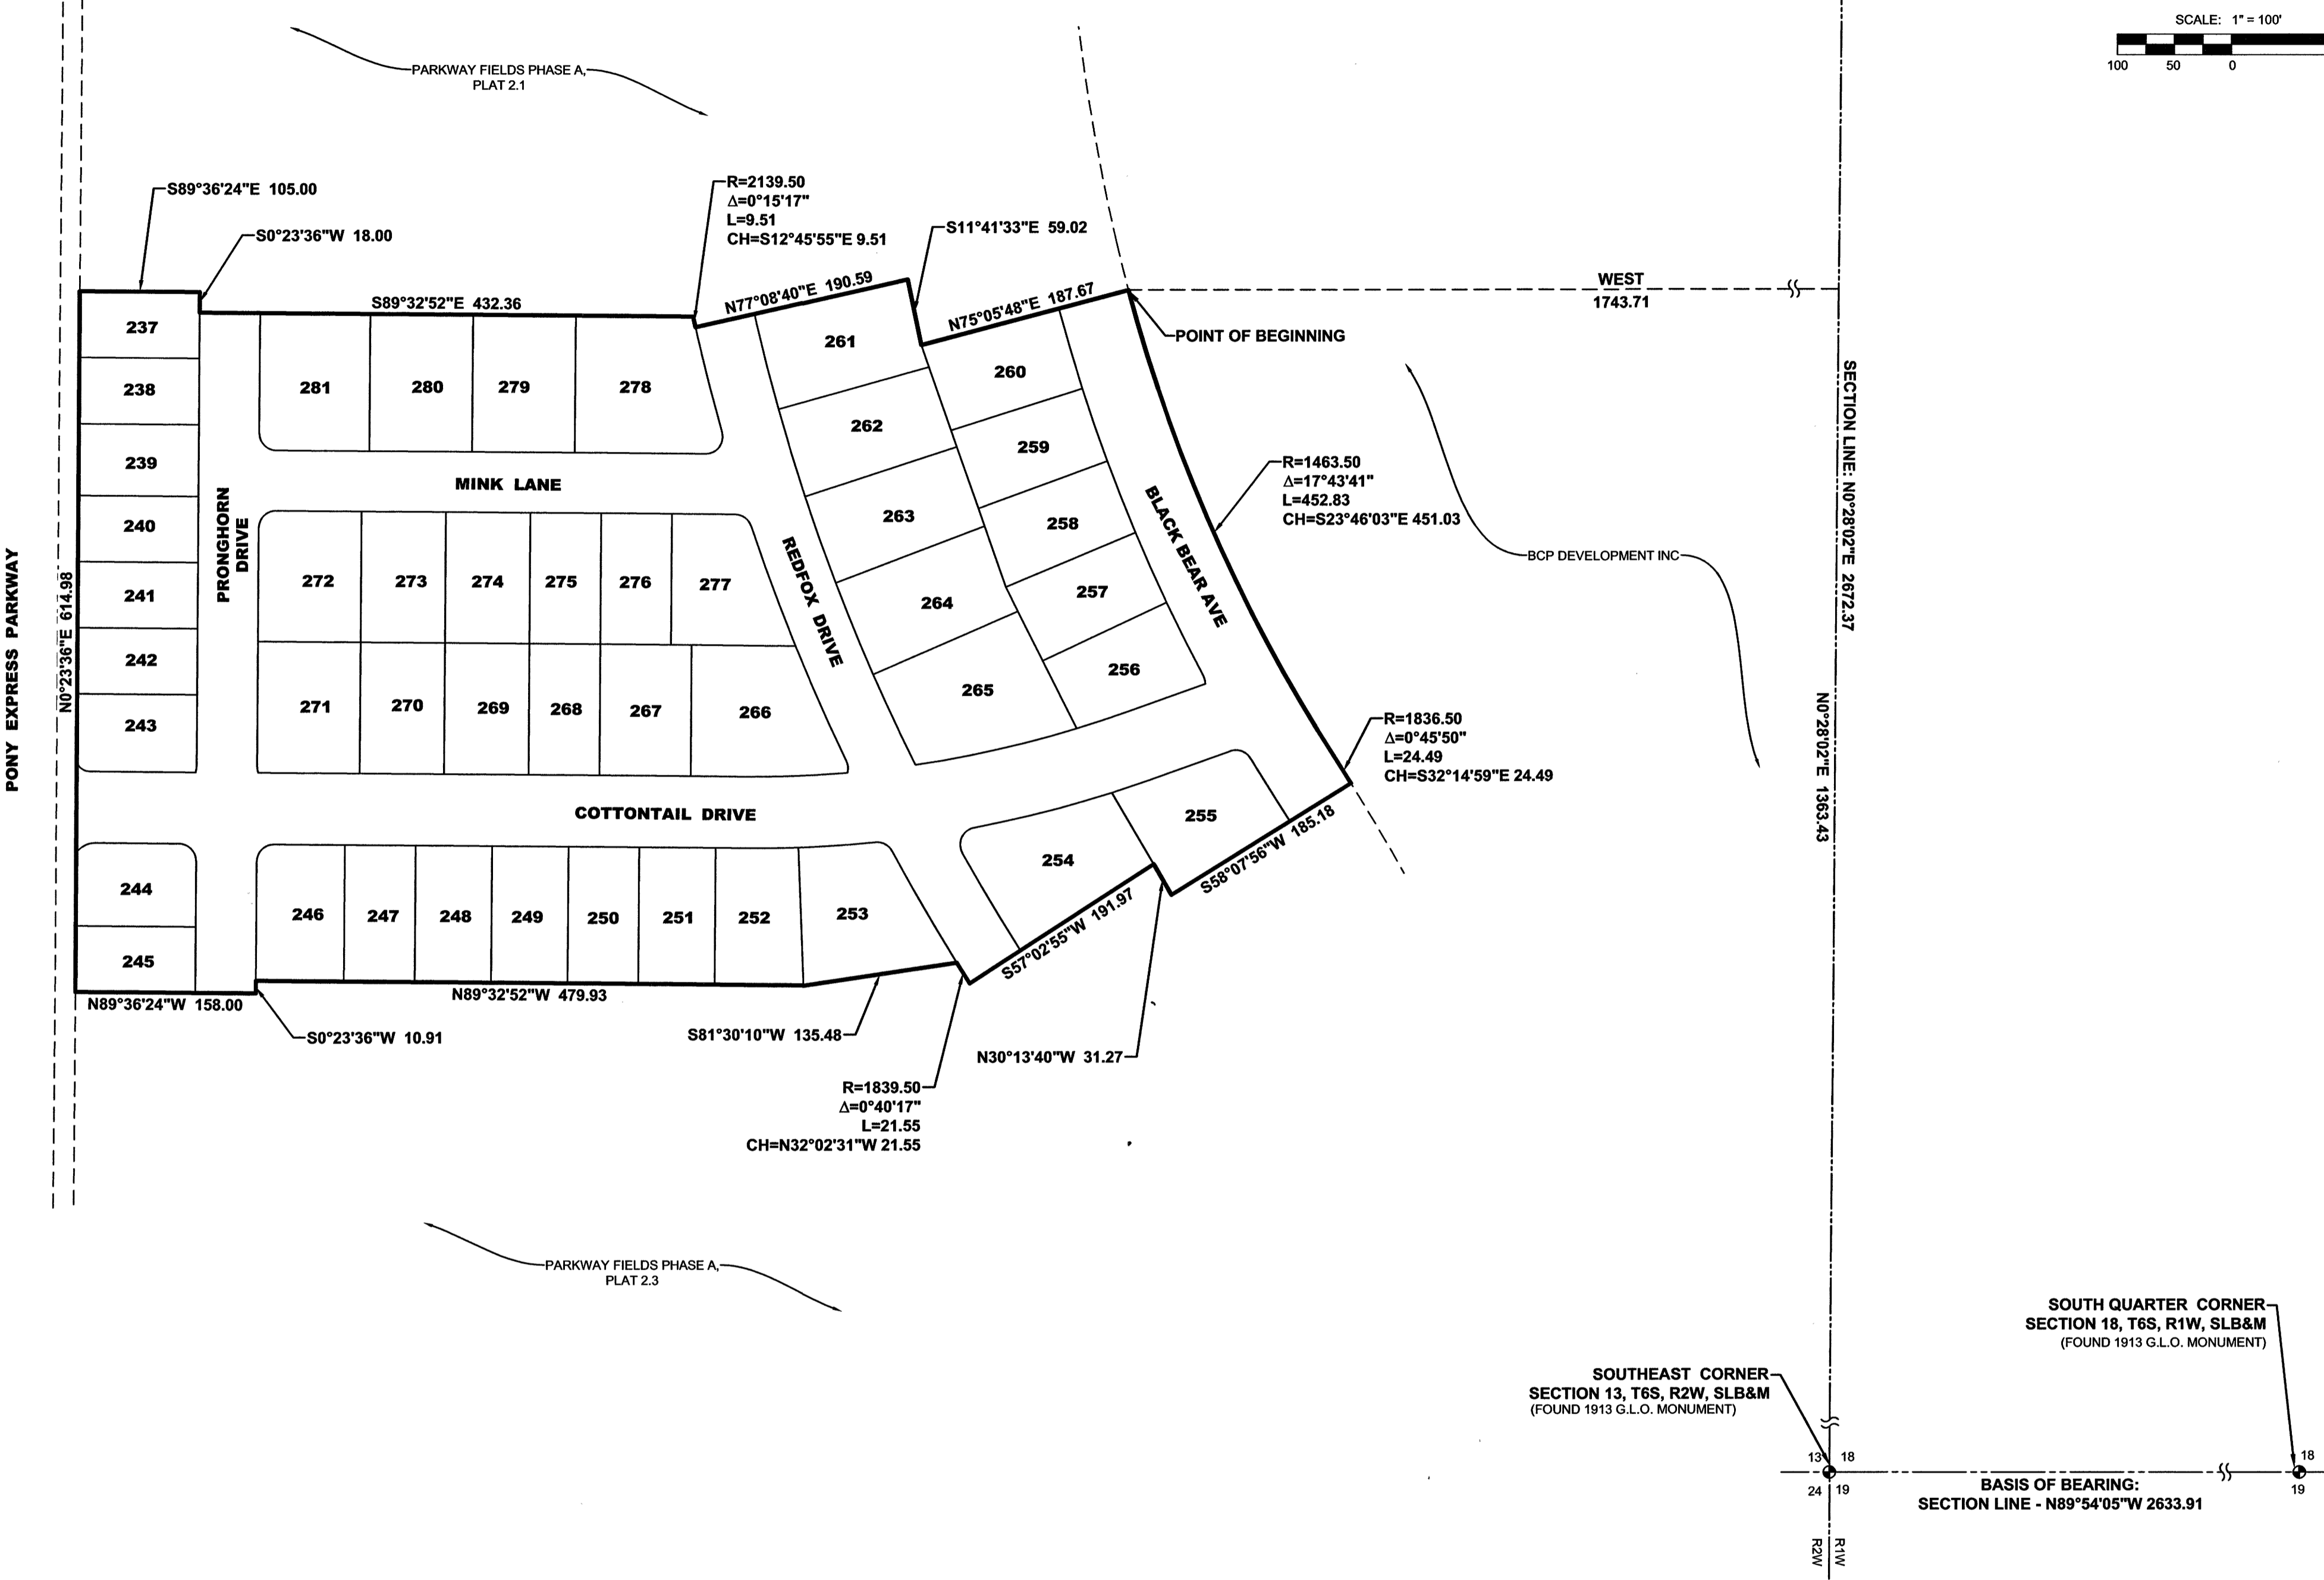 SCALE: 1" = 100'
100 50 0
PARKWAY FIELDS PHASE A,
PLAT 2.1
S89°36'24"E 105.00
S0°23'36"W 18.00
R=2139.50
Δ=0°15'17"
L=9.51
CH=S12°45'55"E 9.51
S11°41'33"E 59.02
S89°32'52"E 432.36
N77°08'40"E 190.59
N75°05'48"E 187.67
WEST
1743.71
POINT OF BEGINNING
237
238
239
240
241
242
243
244
245
281
280
279
278
261
262
263
264
265
260
259
258
257
256
MINK LANE
PRONGHORN
DRIVE
REDFOX DRIVE
BLACK BEAR AVE
272
273
274
275
276
277
271
270
269
268
267
266
COTTONTAIL DRIVE
246
247
248
249
250
251
252
253
254
255
PONY EXPRESS PARKWAY
N0°23'36"E 614.98
R=1463.50
Δ=17°43'41"
L=452.83
CH=S23°46'03"E 451.03
BCP DEVELOPMENT INC
SECTION LINE: N0°28'02"E 2672.37
N0°28'02"E 1363.43
R=1836.50
Δ=0°45'50"
L=24.49
CH=S32°14'59"E 24.49
S58°07'56"W 185.18
S57°02'55"W 191.97
N89°36'24"W 158.00
N89°32'52"W 479.93
S0°23'36"W 10.91
S81°30'10"W 135.48
N30°13'40"W 31.27
R=1839.50
Δ=0°40'17"
L=21.55
CH=N32°02'31"W 21.55
PARKWAY FIELDS PHASE A,
PLAT 2.3
SOUTH QUARTER CORNER
SECTION 18, T6S, R1W, SLB&M
(FOUND 1913 G.L.O. MONUMENT)
SOUTHEAST CORNER
SECTION 13, T6S, R2W, SLB&M
(FOUND 1913 G.L.O. MONUMENT)
13 18
24 19
18
19
BASIS OF BEARING:
SECTION LINE - N89°54'05"W 2633.91
R1W
R2W